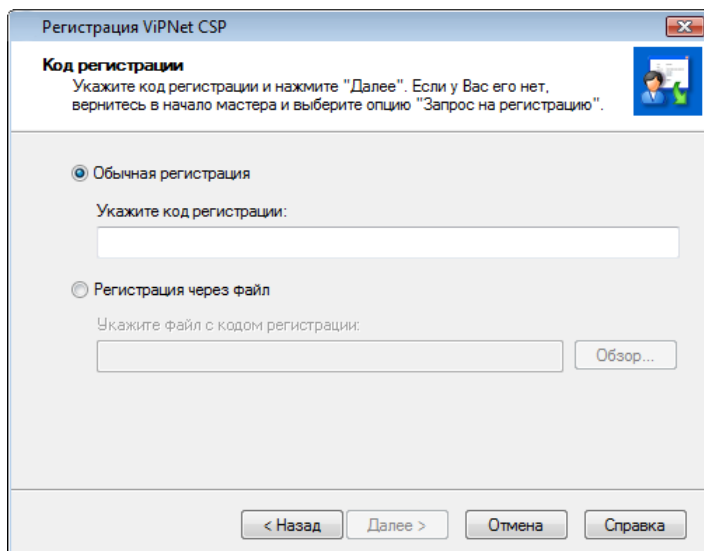 Регистрация ViPNet CSP
Код регистрации
Укажите код регистрации и нажмите "Далее". Если у Вас его нет,
вернитесь в начало мастера и выберите опцию "Запрос на регистрацию".
Обычная регистрация
Укажите код регистрации:
Регистрация через файл
Укажите файл с кодом регистрации:
Обзор...
< Назад Далее > Отмена Справка